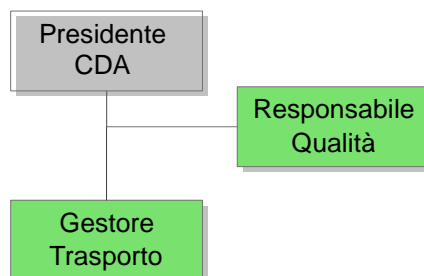 Presidente
CDA
Responsabile
Qualità
Gestore
Trasporto